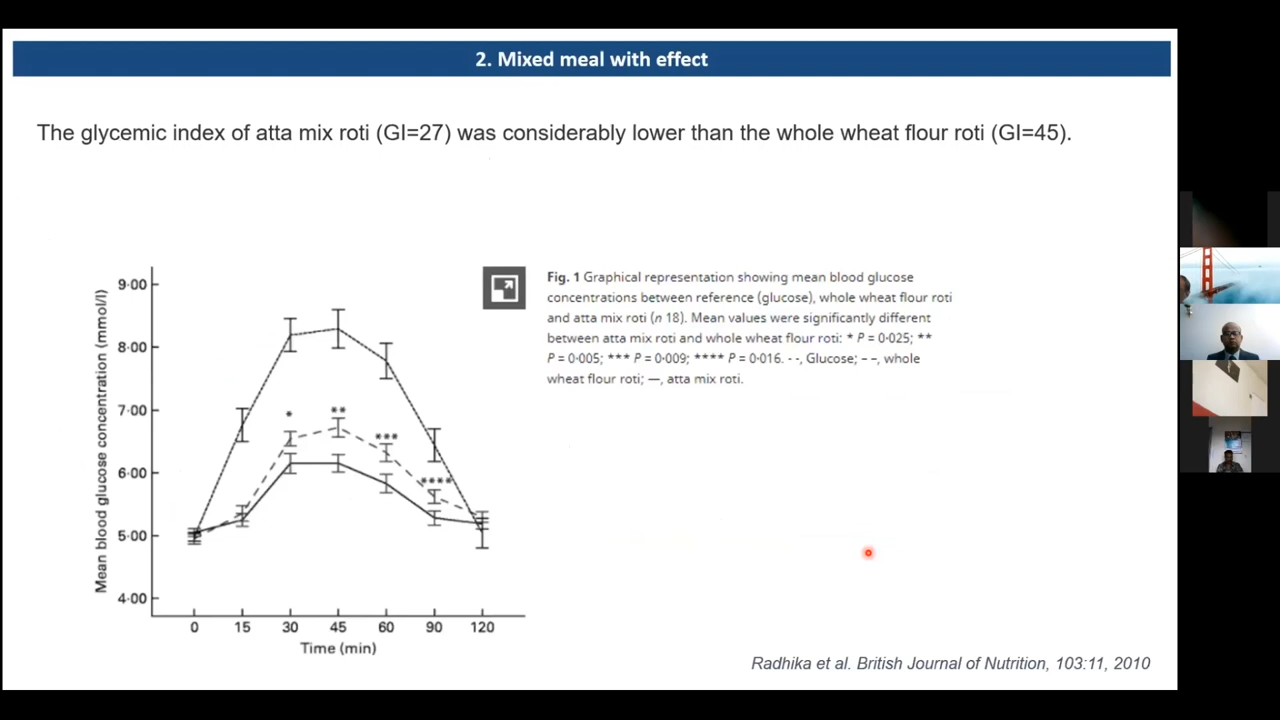 2. Mixed meal with effect
The glycemic index of atta mix roti (GI=27) was considerably lower than the whole wheat flour roti (GI=45).
Mean blood glucose concentration (mmol/l)
9·00
8·00
7·00
6·00
5·00
4·00
*
**
***
****
0 15 30 45 60 90 120
Time (min)
Fig. 1 Graphical representation showing mean blood glucose
concentrations between reference (glucose), whole wheat flour roti
and atta mix roti (n 18). Mean values were significantly different
between atta mix roti and whole wheat flour roti: * P = 0·025; **
P = 0·005; *** P = 0·009; **** P = 0·016. - -, Glucose; – –, whole
wheat flour roti; —, atta mix roti.
Radhika et al. British Journal of Nutrition, 103:11, 2010